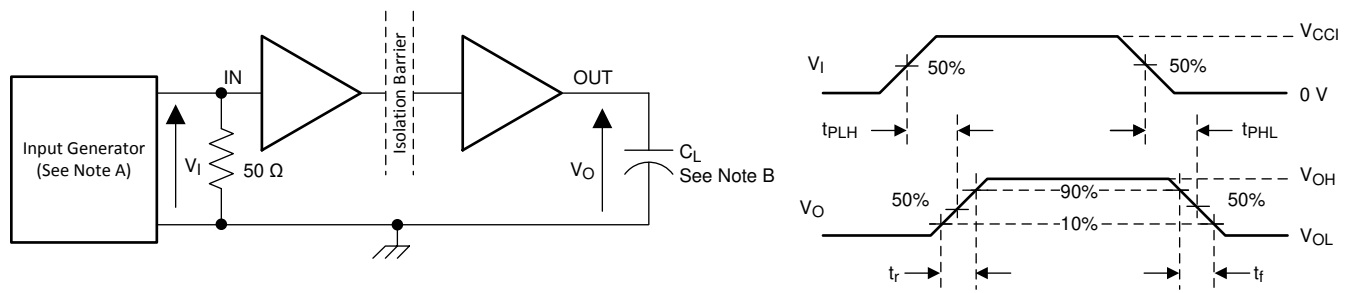 Input Generator
(See Note A)
VI
IN
50 Ω
Isolation Barrier
OUT
VO
CL
See Note B
VI
50%
50%
VCCI
0 V
tPLH
tPHL
VO
50%
90%
50%
10%
VOH
VOL
tr
tf